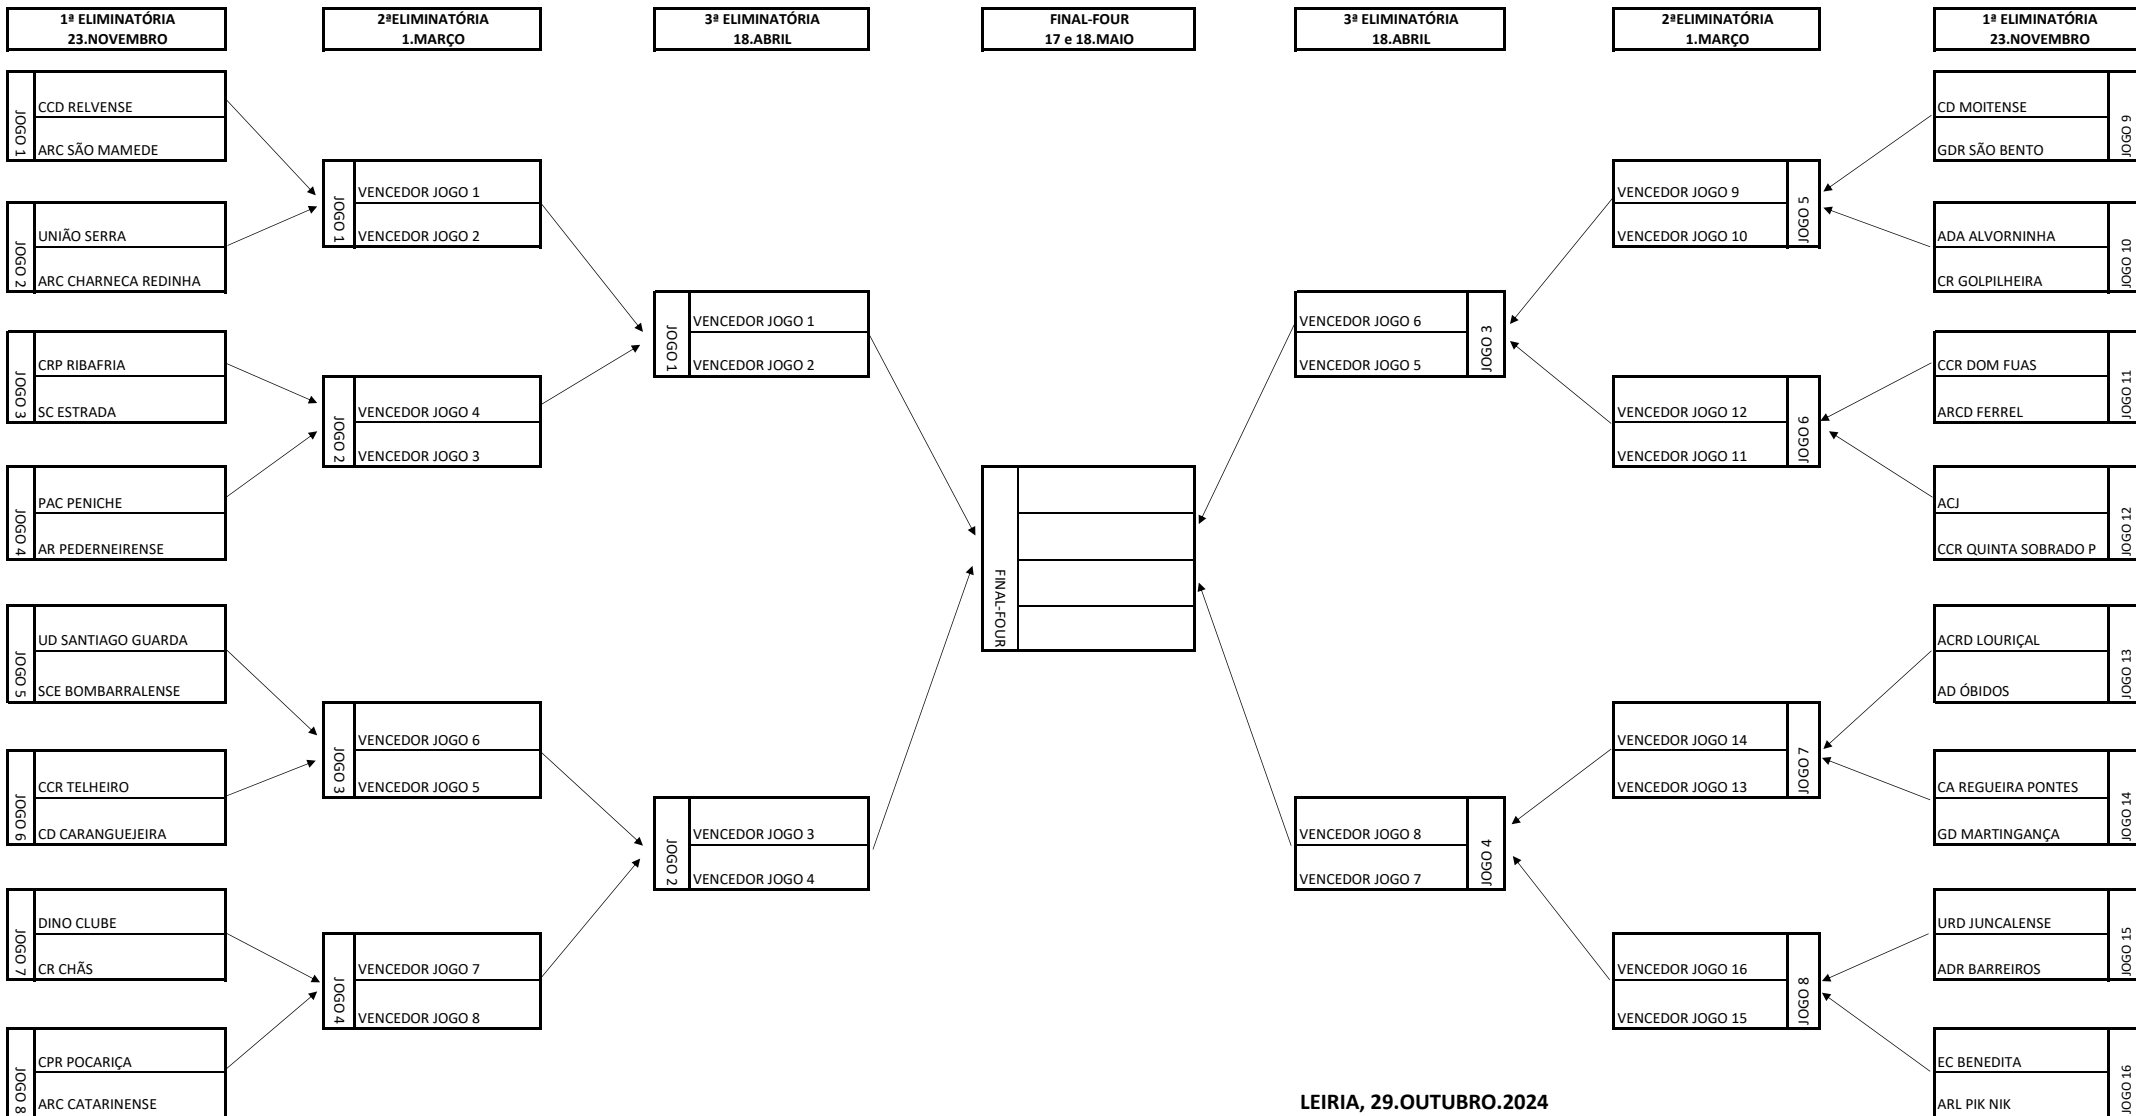 1ª ELIMINATÓRIA
23.NOVEMBRO
2ªELIMINATÓRIA
1.MARÇO
3ª ELIMINATÓRIA
18.ABRIL
FINAL-FOUR
17 e 18.MAIO
3ª ELIMINATÓRIA
18.ABRIL
2ªELIMINATÓRIA
1.MARÇO
1ª ELIMINATÓRIA
23.NOVEMBRO
JOGO 1
CCD RELVENSE
ARC SÃO MAMEDE
JOGO 2
UNIÃO SERRA
ARC CHARNECA REDINHA
JOGO 3
CRP RIBAFRIA
SC ESTRADA
JOGO 4
PAC PENICHE
AR PEDERNEIRENSE
JOGO 5
UD SANTIAGO GUARDA
SCE BOMBARRALENSE
JOGO 6
CCR TELHEIRO
CD CARANGUEJEIRA
JOGO 7
DINO CLUBE
CR CHÃS
JOGO 8
CPR POCARIÇA
ARC CATARINENSE
JOGO 1
VENCEDOR JOGO 1
VENCEDOR JOGO 2
JOGO 2
VENCEDOR JOGO 4
VENCEDOR JOGO 3
JOGO 3
VENCEDOR JOGO 6
VENCEDOR JOGO 5
JOGO 4
VENCEDOR JOGO 7
VENCEDOR JOGO 8
JOGO 1
VENCEDOR JOGO 1
VENCEDOR JOGO 2
JOGO 2
VENCEDOR JOGO 3
VENCEDOR JOGO 4
FINAL-FOUR
VENCEDOR JOGO 6
VENCEDOR JOGO 5
JOGO 3
VENCEDOR JOGO 8
VENCEDOR JOGO 7
JOGO 4
VENCEDOR JOGO 9
VENCEDOR JOGO 10
JOGO 5
VENCEDOR JOGO 12
VENCEDOR JOGO 11
JOGO 6
VENCEDOR JOGO 14
VENCEDOR JOGO 13
JOGO 7
VENCEDOR JOGO 16
VENCEDOR JOGO 15
JOGO 8
CD MOITENSE
GDR SÃO BENTO
JOGO 9
ADA ALVORNINHA
CR GOLPILHEIRA
JOGO 10
CCR DOM FUAS
ARCD FERREL
JOGO 11
ACJ
CCR QUINTA SOBRADO P
JOGO 12
ACRD LOURIÇAL
AD ÓBIDOS
JOGO 13
CA REGUEIRA PONTES
GD MARTINGANÇA
JOGO 14
URD JUNCALENSE
ADR BARREIROS
JOGO 15
EC BENEDITA
ARL PIK NIK
JOGO 16
LEIRIA, 29.OUTUBRO.2024